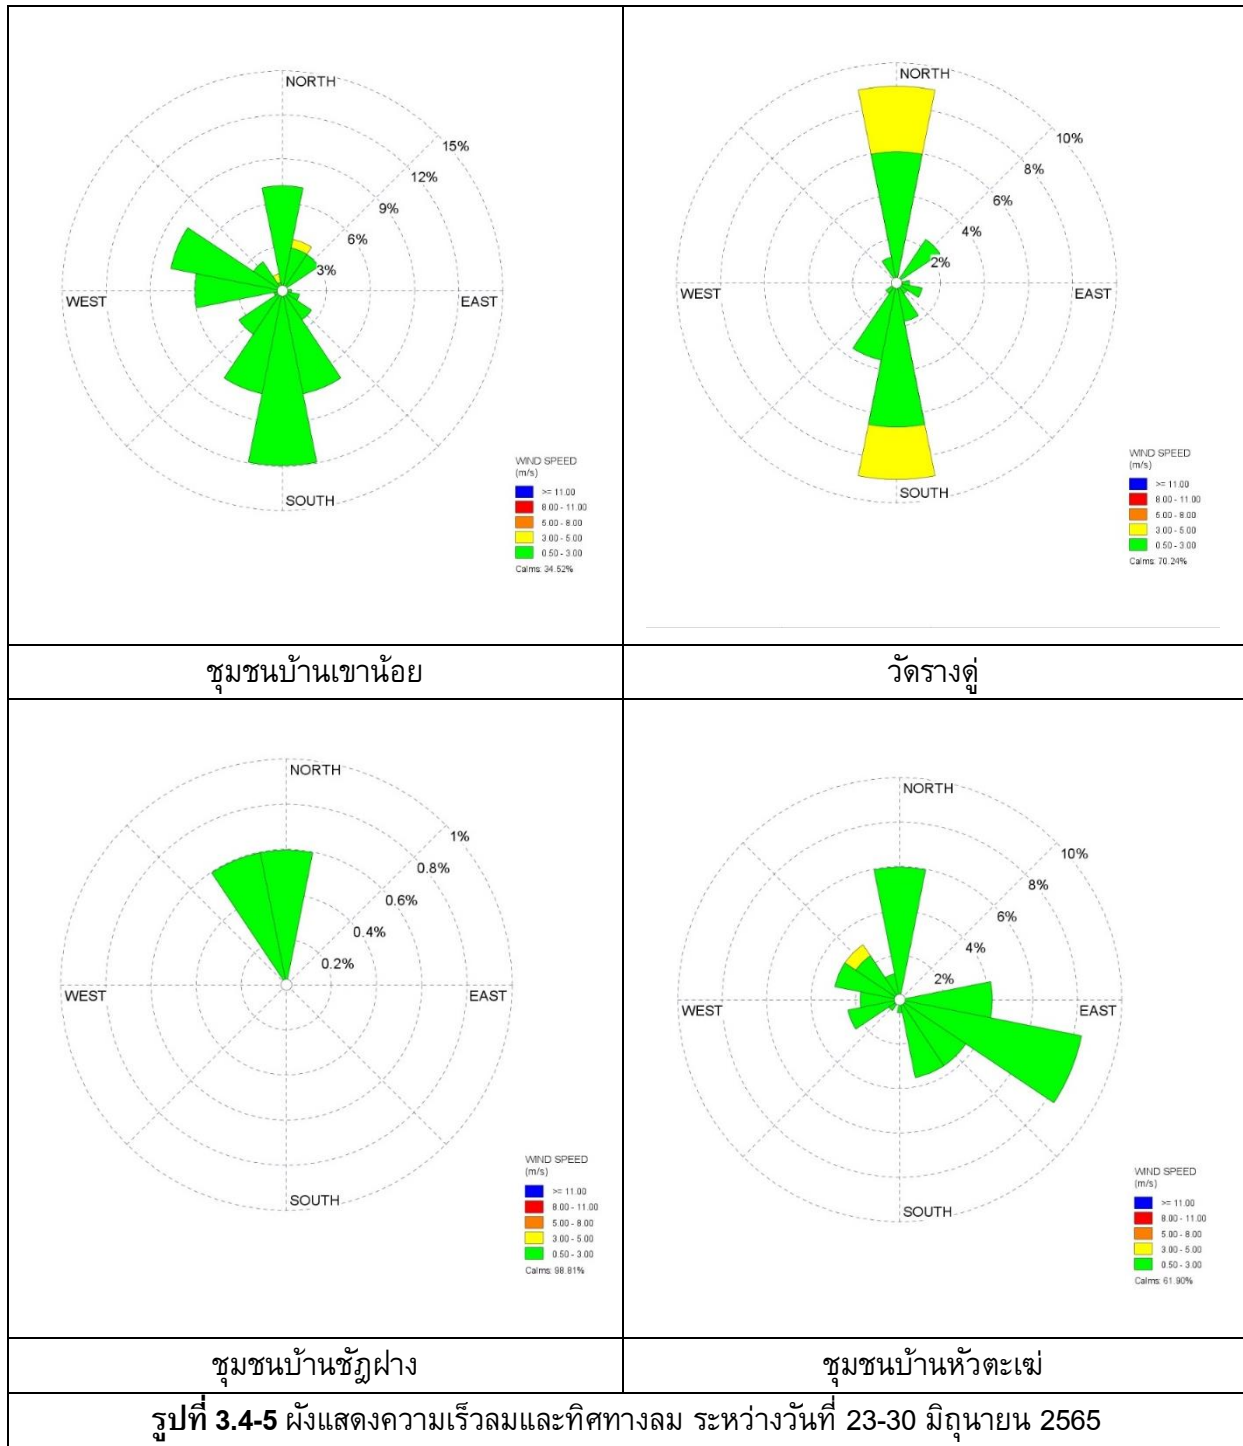 NORTH
15%
12%
9%
6%
3%
WEST
EAST
SOUTH
WIND SPEED
(m/s)
>= 11.00
8.00 - 11.00
5.00 - 8.00
3.00 - 5.00
0.50 - 3.00
Calms: 34.52%
NORTH
10%
8%
6%
4%
2%
WEST
EAST
SOUTH
WIND SPEED
(m/s)
>= 11.00
8.00 - 11.00
5.00 - 8.00
3.00 - 5.00
0.50 - 3.00
Calms: 70.24%
ชุมชนบ้านเขาน้อย
วัดรางดู่
NORTH
1%
0.8%
0.6%
0.4%
0.2%
WEST
EAST
SOUTH
WIND SPEED
(m/s)
>= 11.00
8.00 - 11.00
5.00 - 8.00
3.00 - 5.00
0.50 - 3.00
Calms: 98.81%
NORTH
10%
8%
6%
4%
2%
WEST
EAST
SOUTH
WIND SPEED
(m/s)
>= 11.00
8.00 - 11.00
5.00 - 8.00
3.00 - 5.00
0.50 - 3.00
Calms: 61.90%
ชุมชนบ้านชัฎฝาง
ชุมชนบ้านหัวตะเฆ่
รูปที่ 3.4-5 ผังแสดงความเร็วลมและทิศทางลม ระหว่างวันที่ 23-30 มิถุนายน 2565